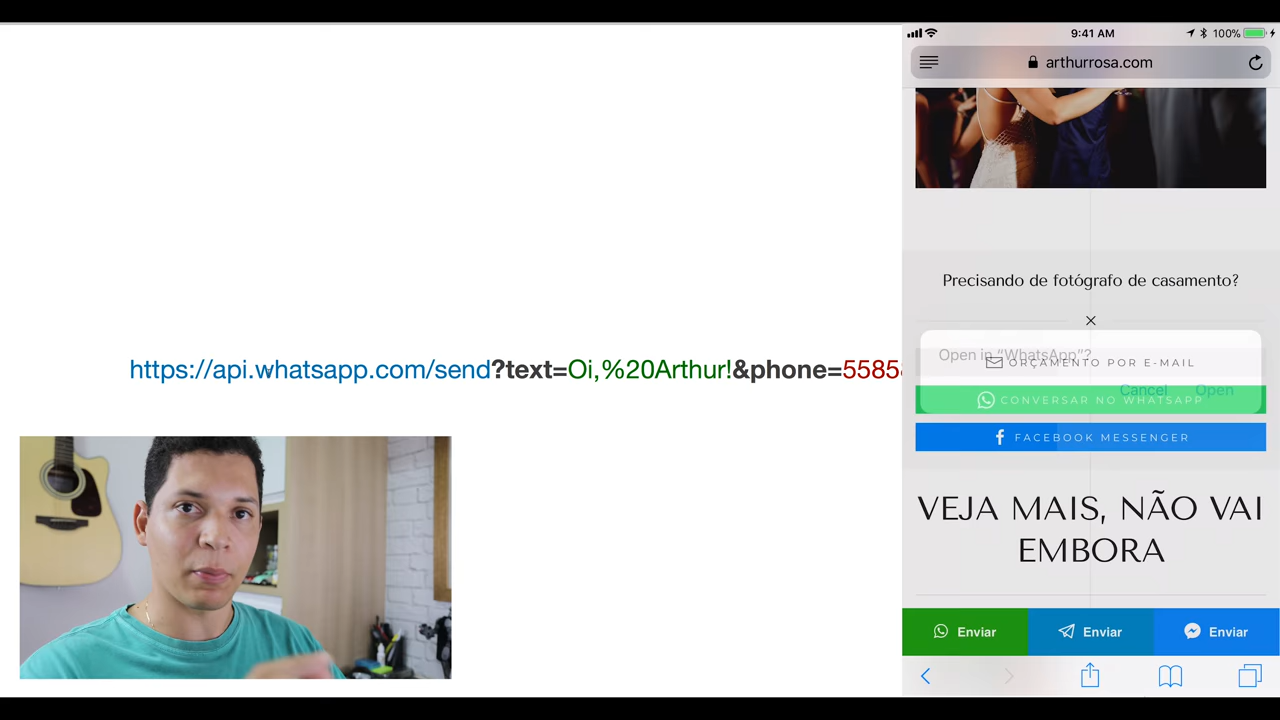 https://api.whatsapp.com/send?text=Oi,%20Arthur!&phone=5585
9:41 AM
100%
arthurrosa.com
Precisando de fotógrafo de casamento?
Open in “WhatsApp”?
ORÇAMENTO POR E-MAIL
Cancel Open
CONVERSAR NO WHATSAPP
FACEBOOK MESSENGER
VEJA MAIS, NÃO VAI
EMBORA
Enviar Enviar Enviar